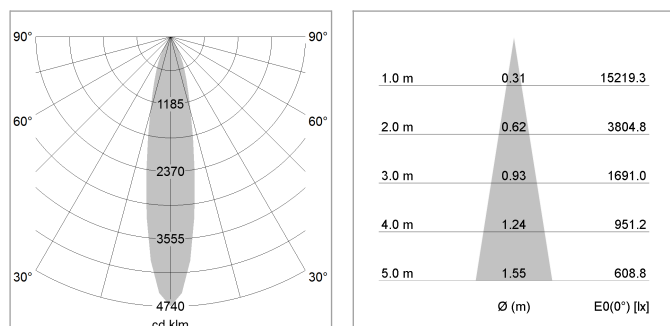 90° 90°
1185
60° 60°
2370
3555
30° 30°
4740
cd klm
1.0 m 0.31 15219.3
2.0 m 0.62 3804.8
3.0 m 0.93 1691.0
4.0 m 1.24 951.2
5.0 m 1.55 608.8
Ø (m) E0(0°) [lx]